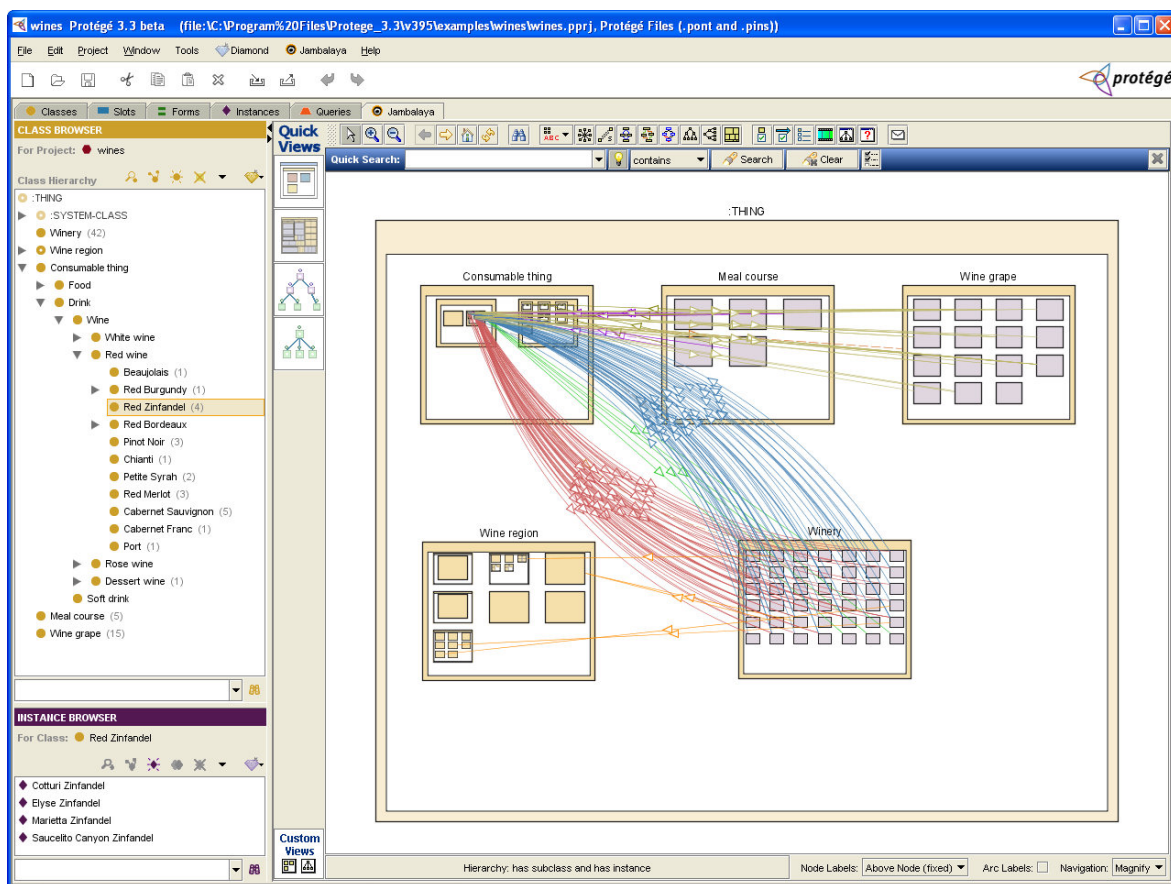 wines Protégé 3.3 beta (file:\C:\Program%20Files\Protege_3.3\v395\examples\wines\wines.pprj, Protégé Files (.pont and .pins))
File Edit Project Window Tools Diamond Jambalaya Help
protégé
Classes Slots Forms Instances Queries Jambalaya
CLASS BROWSER
For Project: wines
Class Hierarchy
:THING
:SYSTEM-CLASS
Winery (42)
Wine region
Consumable thing
Food
Drink
Wine
White wine
Red wine
Beaujolais (1)
Red Burgundy (1)
Red Zinfandel (4)
Red Bordeaux
Pinot Noir (3)
Chianti (1)
Petite Syrah (2)
Red Merlot (3)
Cabernet Sauvignon (5)
Cabernet Franc (1)
Port (1)
Rose wine
Dessert wine (1)
Soft drink
Meal course (5)
Wine grape (15)
INSTANCE BROWSER
For Class: Red Zinfandel
Cotturi Zinfandel
Elyse Zinfandel
Marietta Zinfandel
Saucelito Canyon Zinfandel
Quick Views
ABC
Quick Search: contains Search Clear
:THING
Consumable thing Meal course Wine grape
Wine region Winery
Custom Views
Hierarchy: has subclass and has instance Node Labels: Above Node (fixed) Arc Labels: Navigation: Magnify